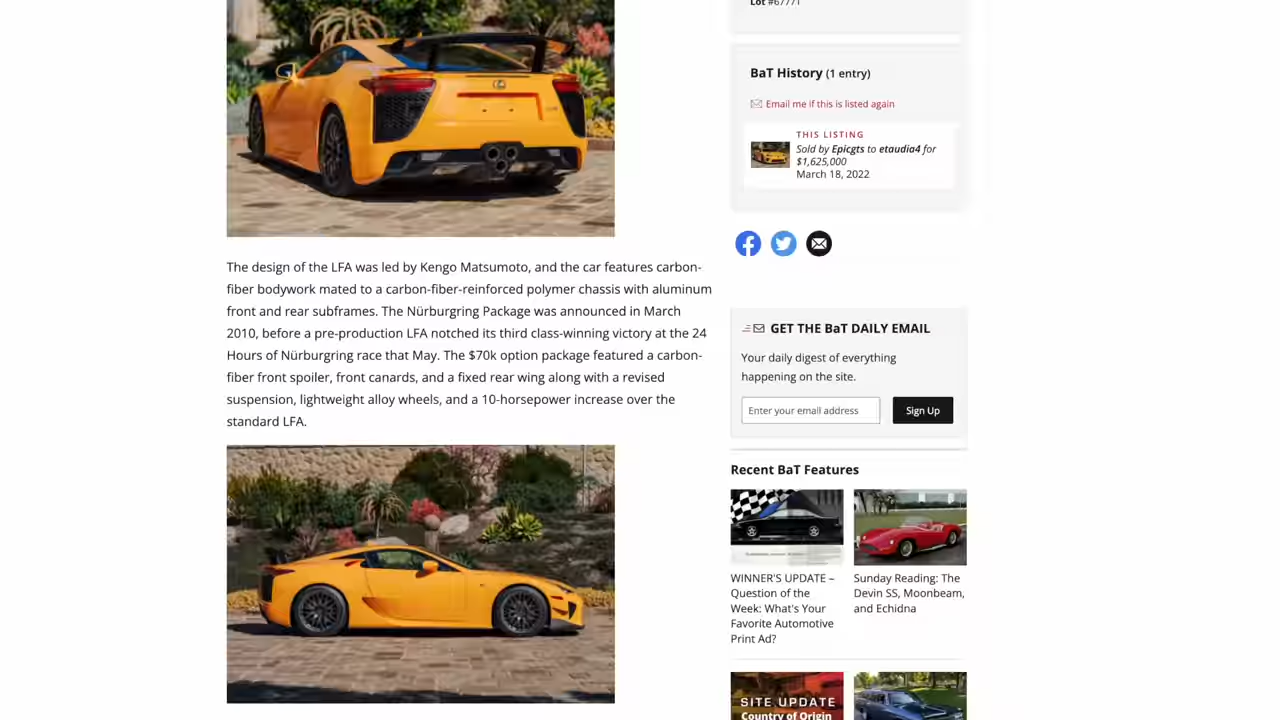 The design of the LFA was led by Kengo Matsumoto, and the car features carbon-
fiber bodywork mated to a carbon-fiber-reinforced polymer chassis with aluminum
front and rear subframes. The Nürburgring Package was announced in March
2010, before a pre-production LFA notched its third class-winning victory at the 24
Hours of Nürburgring race that May. The $70k option package featured a carbon-
fiber front spoiler, front canards, and a fixed rear wing along with a revised
suspension, lightweight alloy wheels, and a 10-horsepower increase over the
standard LFA.
Lot #67771
BaT History (1 entry)
Email me if this is listed again
THIS LISTING
Sold by Epicgts to etaudia4 for
$1,625,000
March 18, 2022
GET THE BaT DAILY EMAIL
Your daily digest of everything
happening on the site.
Enter your email address
Sign Up
Recent BaT Features
WINNER'S UPDATE –
Question of the
Week: What's Your
Favorite Automotive
Print Ad?
Sunday Reading: The
Devin SS, Moonbeam,
and Echidna
SITE UPDATE
Country of Origin